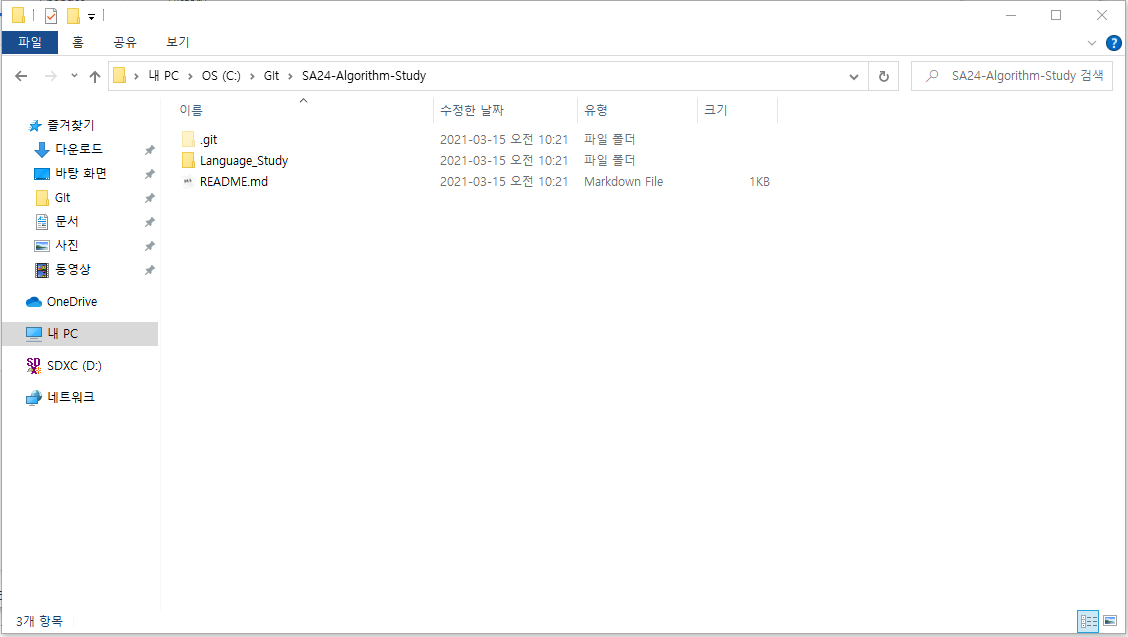 파일 홈 공유 보기
내 PC OS (C:) GIt SA24-Algorithm-Study SA24-Algorithm-Study 검색
이름 수정한 날짜 유형 크기
.git 2021-03-15 오전 10:21 파일 폴더
Language_Study 2021-03-15 오전 10:21 파일 폴더
README.md 2021-03-15 오전 10:21 Markdown File 1KB
즐겨찾기
다운로드
바탕 화면
GIt
문서
사진
동영상
OneDrive
내 PC
SDXC (D:)
네트워크
3개 항목